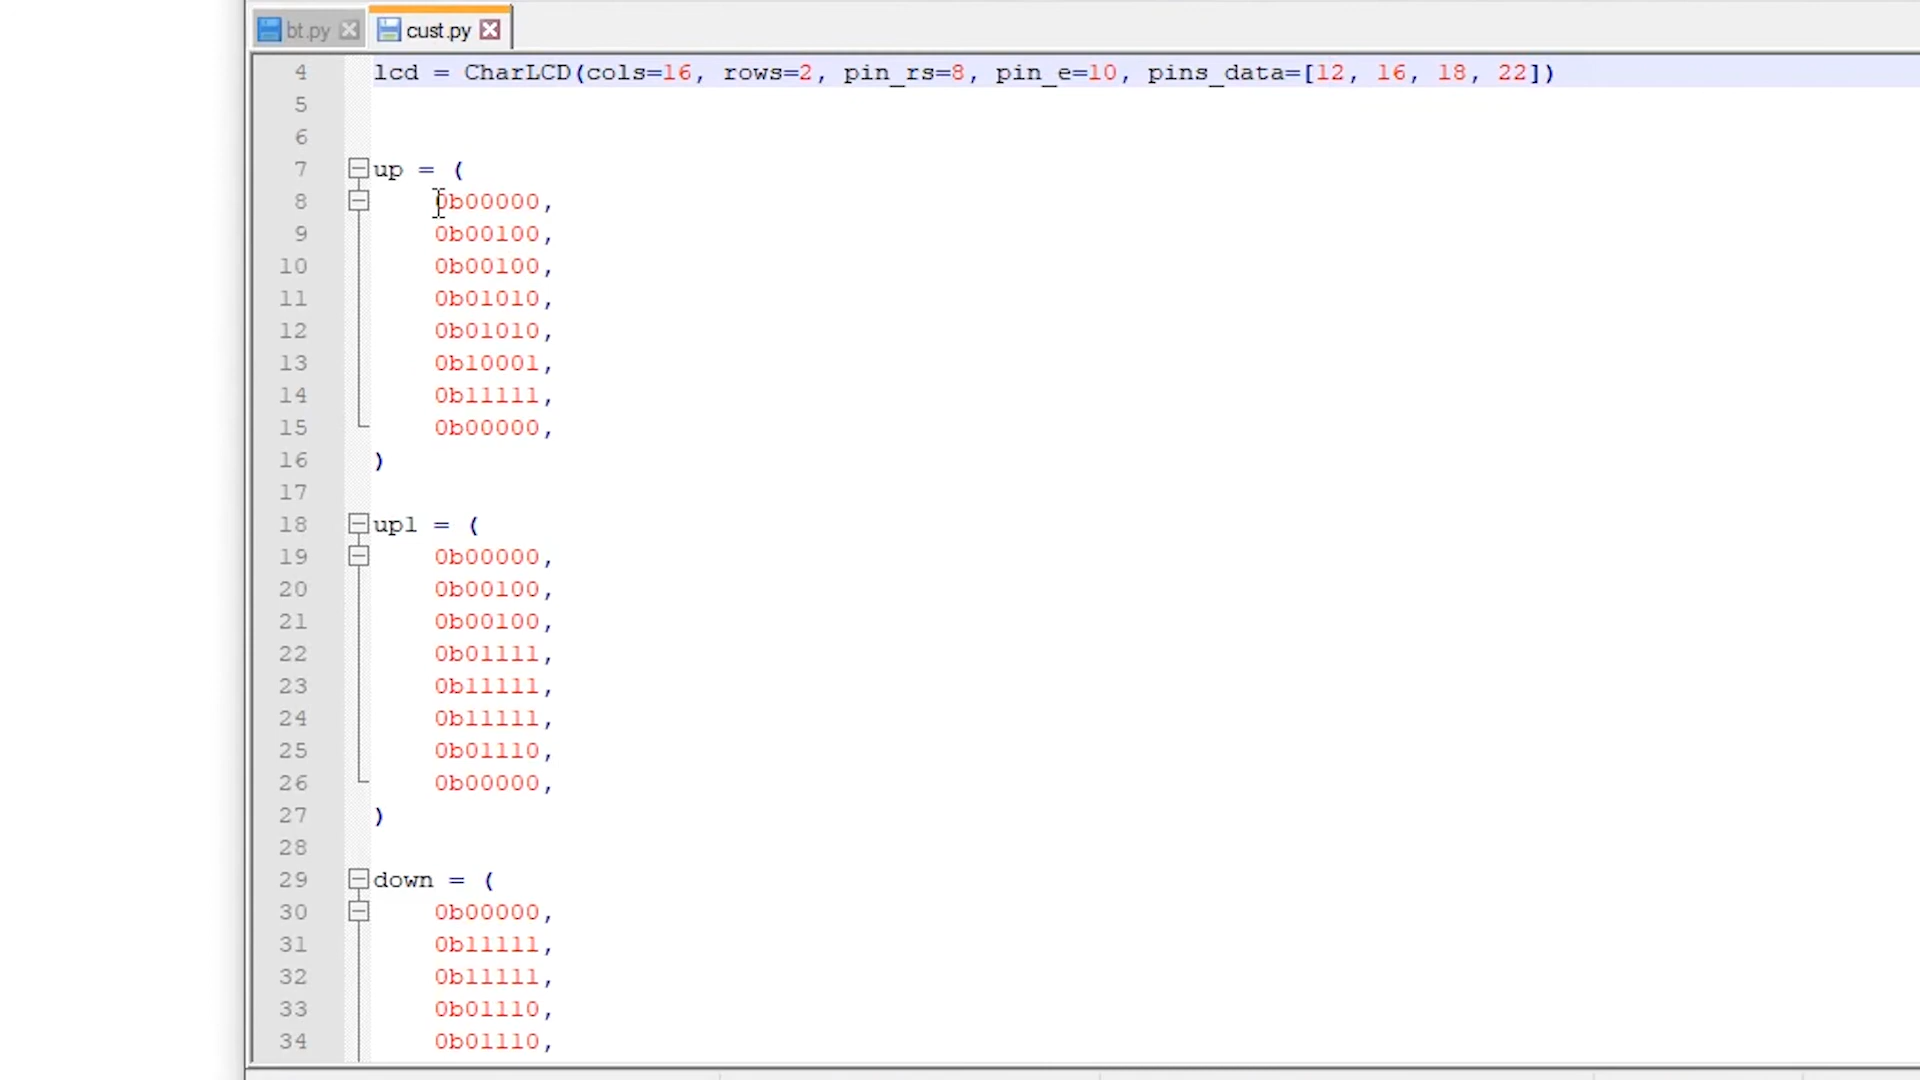 bt.py cust.py
4 lcd = CharLCD(cols=16, rows=2, pin_rs=8, pin_e=10, pins_data=[12, 16, 18, 22])
5
6
7 up = (
8 0b00000,
9 0b00100,
10 0b00100,
11 0b01010,
12 0b01010,
13 0b10001,
14 0b11111,
15 0b00000,
16 )
17
18 up1 = (
19 0b00000,
20 0b00100,
21 0b00100,
22 0b01111,
23 0b11111,
24 0b11111,
25 0b01110,
26 0b00000,
27 )
28
29 down = (
30 0b00000,
31 0b11111,
32 0b11111,
33 0b01110,
34 0b01110,